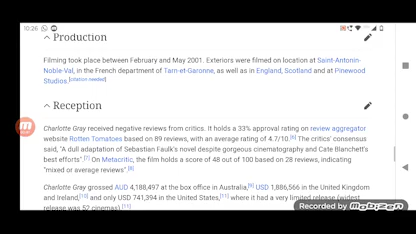 10:26
Production
Filming took place between February and May 2001. Exteriors were filmed on location at Saint-Antonin-
Noble-Val, in the French department of Tarn-et-Garonne, as well as in England, Scotland and at Pinewood
Studios.[citation needed]
Reception
Charlotte Gray received negative reviews from critics. It holds a 33% approval rating on review aggregator
website Rotten Tomatoes based on 89 reviews, with an average rating of 4.7/10.[6] The critics' consensus
said, "A dull adaptation of Sebastian Faulk's novel despite gorgeous cinematography and Cate Blanchett's
best efforts".[7] On Metacritic, the film holds a score of 48 out of 100 based on 28 reviews, indicating
"mixed or average reviews".[8]
Charlotte Gray grossed AUD 4,188,497 at the box office in Australia,[9] USD 1,886,566 in the United Kingdom
and Ireland,[10] and only USD 741,394 in the United States,[11] where it had a very limited release (widest
release was 52 cinemas).[11]
Recorded by mobizen